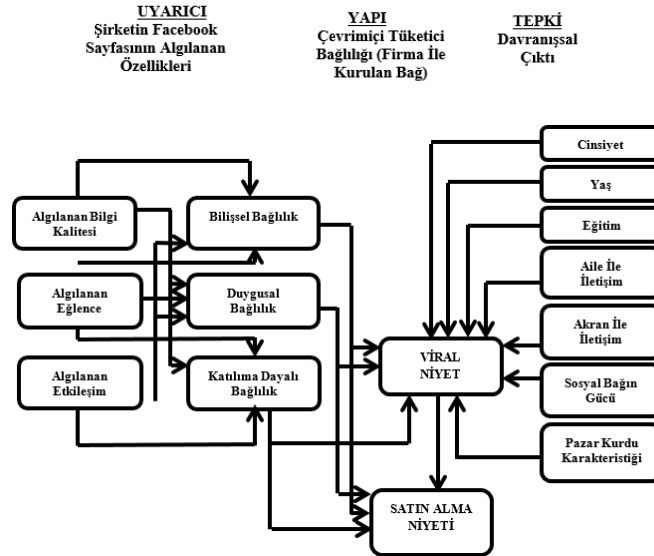 UYARICI
Şirketin Facebook
Sayfasının Algılanan
Özellikleri
YAPI
Çevrimiçi Tüketici
Bağlılığı (Firma İle
Kurulan Bağ)
TEPKİ
Davranışsal
Çıktı
Algılanan Bilgi
Kalitesi
Algılanan
Eğlence
Algılanan
Etkileşim
Bilişsel Bağlılık
Duygusal
Bağlılık
Katılıma Dayalı
Bağlılık
VİRAL
NİYET
SATIN ALMA
NİYETİ
Cinsiyet
Yaş
Eğitim
Aile İle
İletişim
Akran İle
İletişim
Sosyal Bağın
Gücü
Pazar Kurdu
Karakteristiği